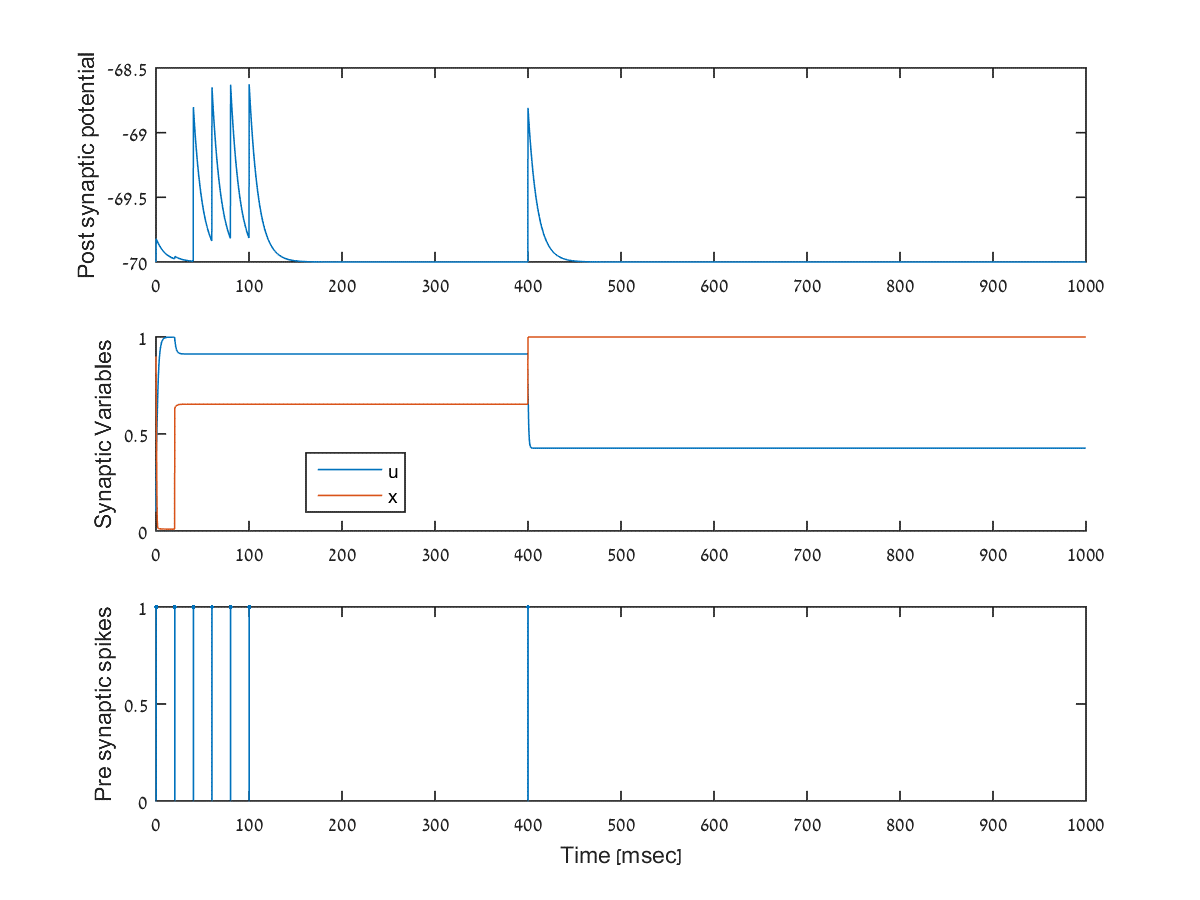 Post synaptic potential
-68.5
-69
-69.5
-70
0 100 200 300 400 500 600 700 800 900 1000
Synaptic Variables
1
0.5
0
u
x
0 100 200 300 400 500 600 700 800 900 1000
Pre synaptic spikes
1
0.5
0
0 100 200 300 400 500 600 700 800 900 1000
Time [msec]